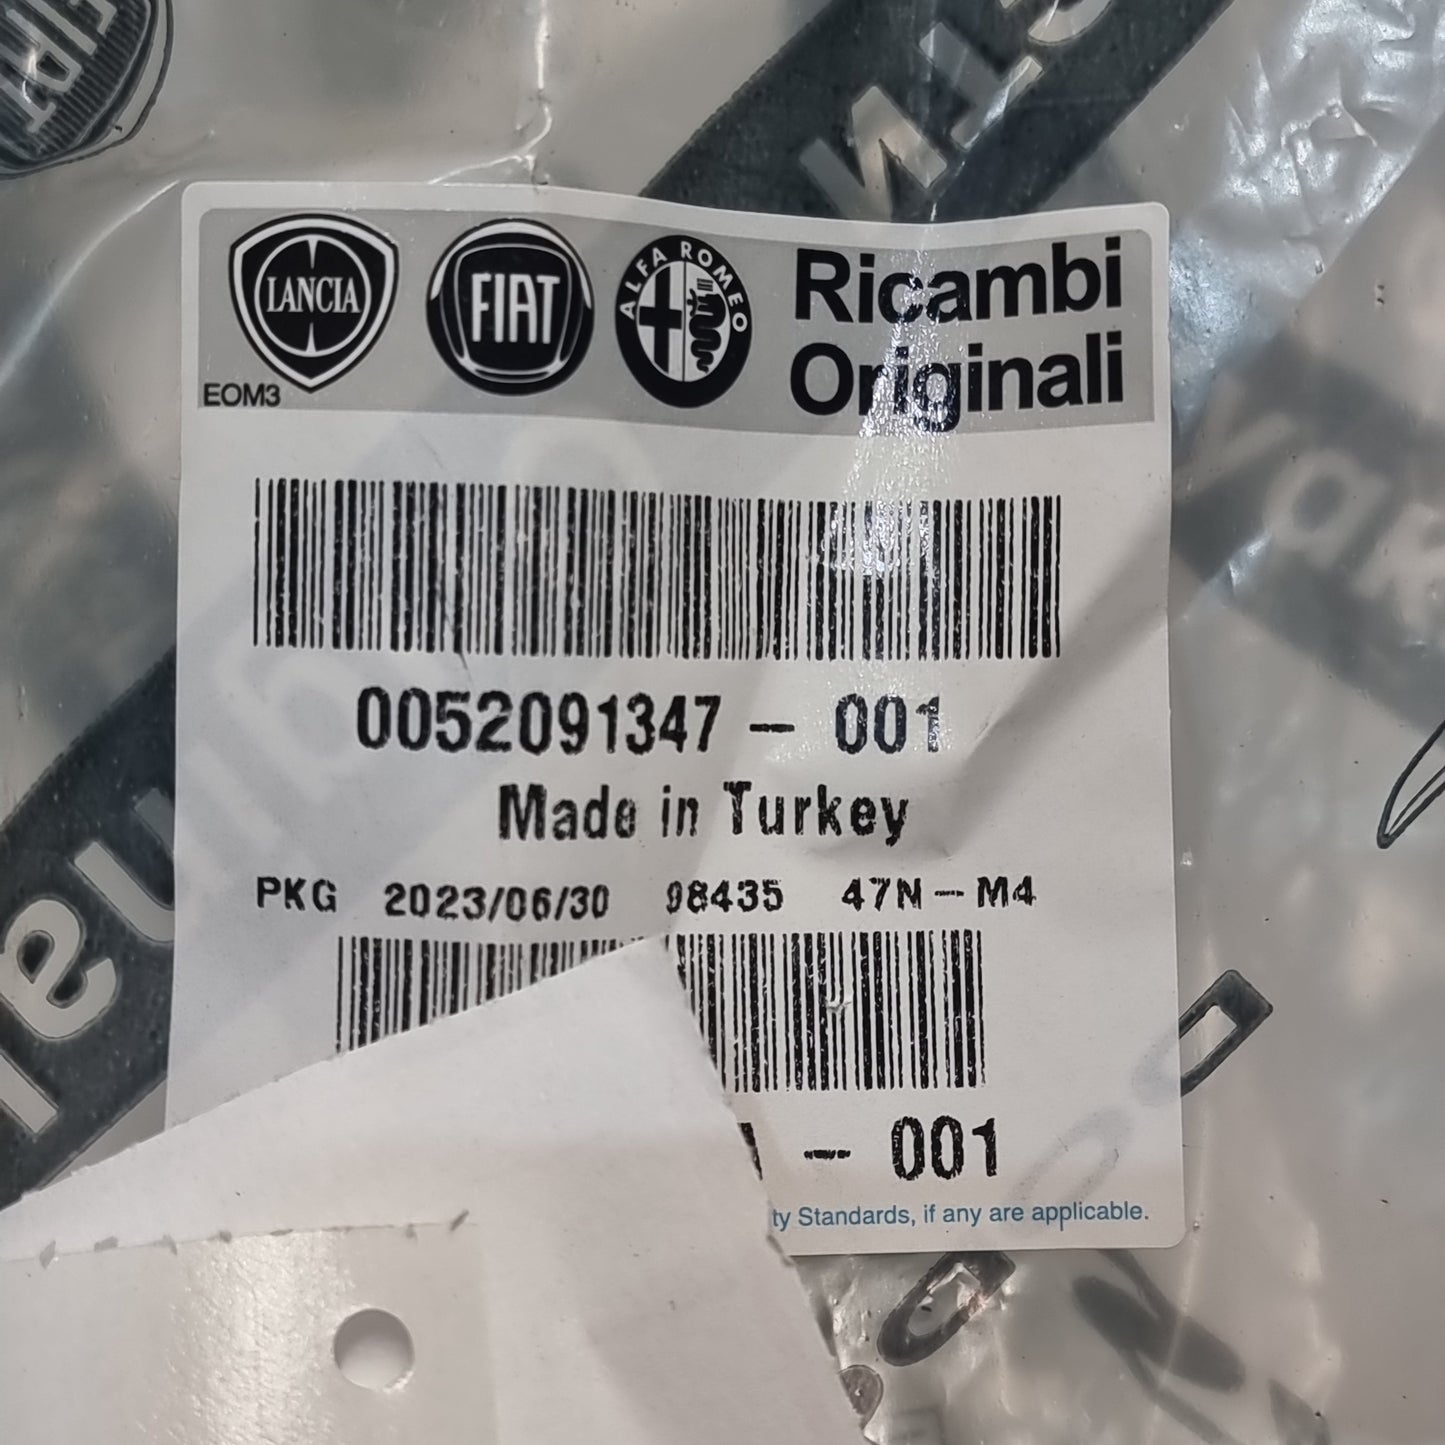 FIAT
LANCIA
FIAT
ALFA ROMEO
Ricambi
Originali
EOM3
0052091347 - 001
Made in Turkey
PKG 2023/06/30 98435 47N-M4
- 001
ty Standards, if any are applicable.